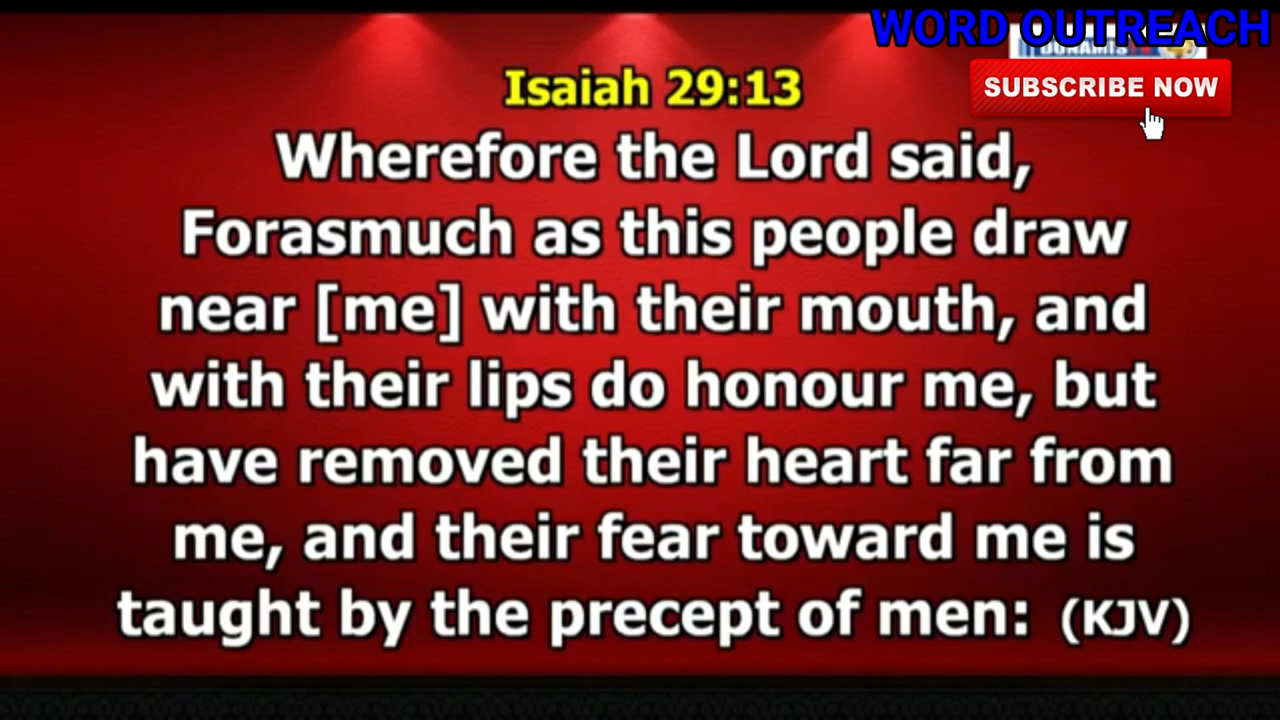 WORD OUTREACH
SUBSCRIBE NOW
Isaiah 29:13
Wherefore the Lord said,
Forasmuch as this people draw
near [me] with their mouth, and
with their lips do honour me, but
have removed their heart far from
me, and their fear toward me is
taught by the precept of men: (KJV)